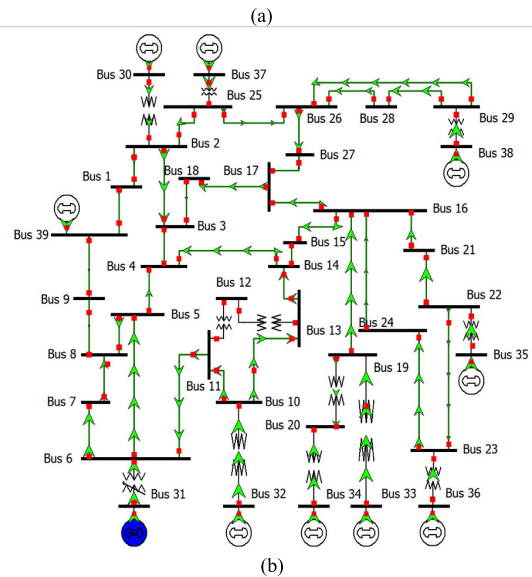 (a)
Bus 30
Bus 37
Bus 25
Bus 26
Bus 28
Bus 29
Bus 38
Bus 2
Bus 27
Bus 18
Bus 17
Bus 1
Bus 16
Bus 39
Bus 3
Bus 15
Bus 4
Bus 14
Bus 21
Bus 12
Bus 9
Bus 22
Bus 5
Bus 13
Bus 24
Bus 8
Bus 11
Bus 19
Bus 35
Bus 7
Bus 10
Bus 20
Bus 6
Bus 23
Bus 31
Bus 32
Bus 34
Bus 33
Bus 36
(b)